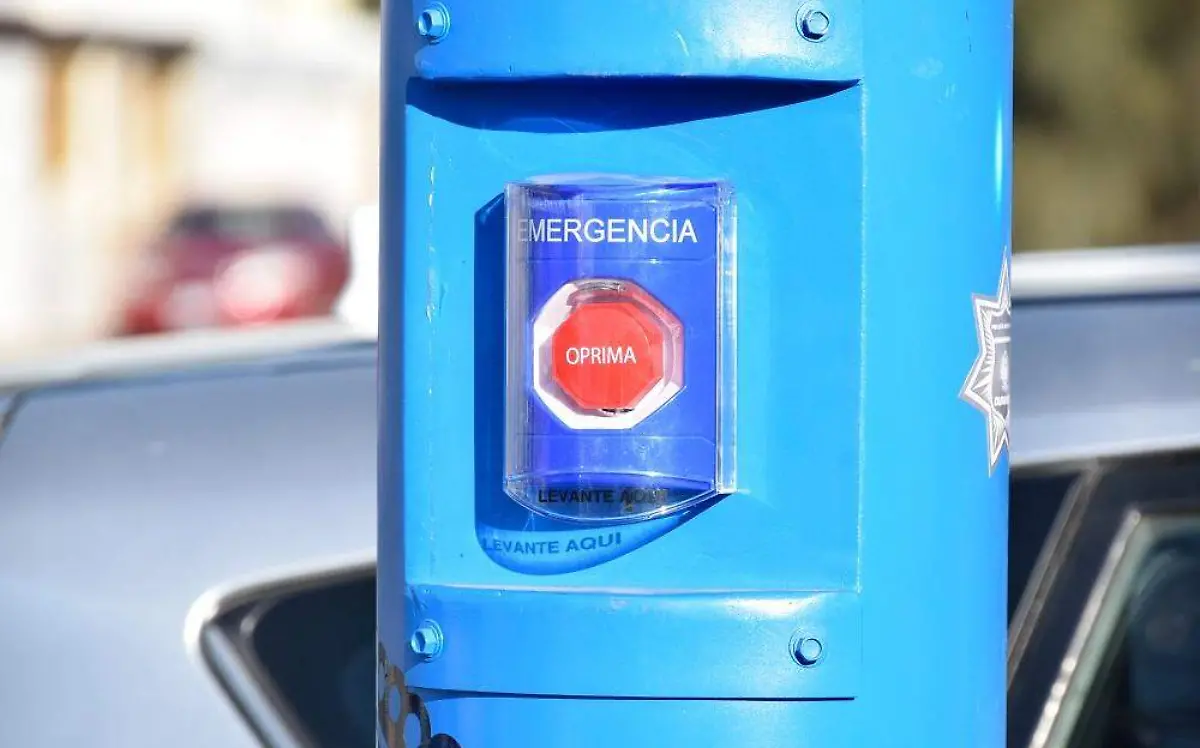 EMERGENCIA
OPRIMA
LEVANTE AQUI
LEVANTE AQUI